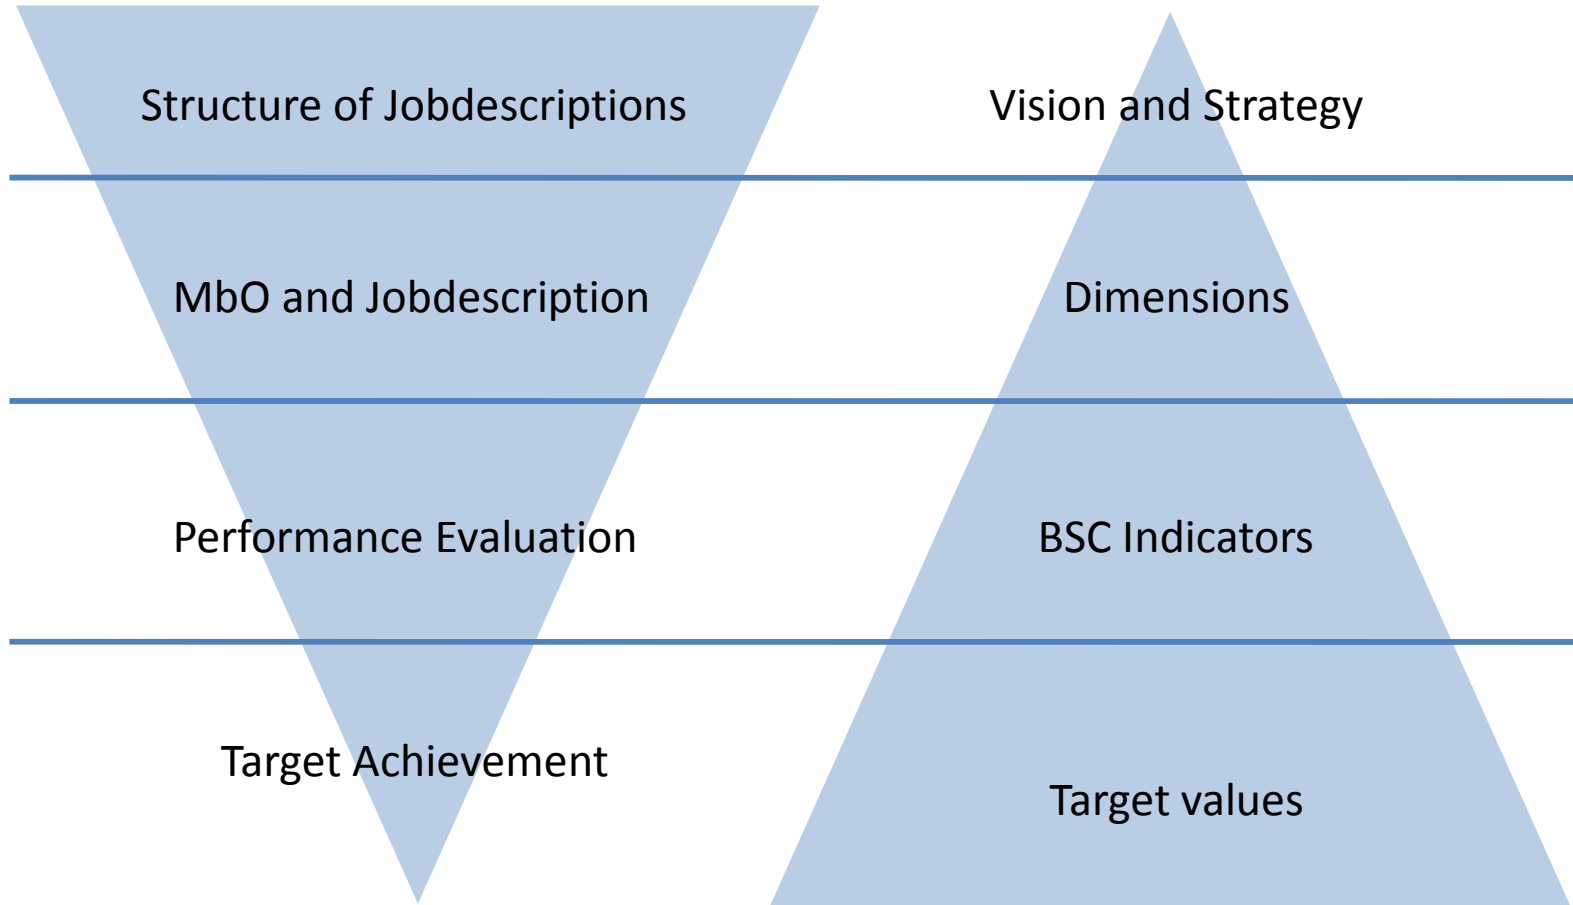 Structure of Jobdescriptions
Vision and Strategy
MbO and Jobdescription
Dimensions
Performance Evaluation
BSC Indicators
Target Achievement
Target values